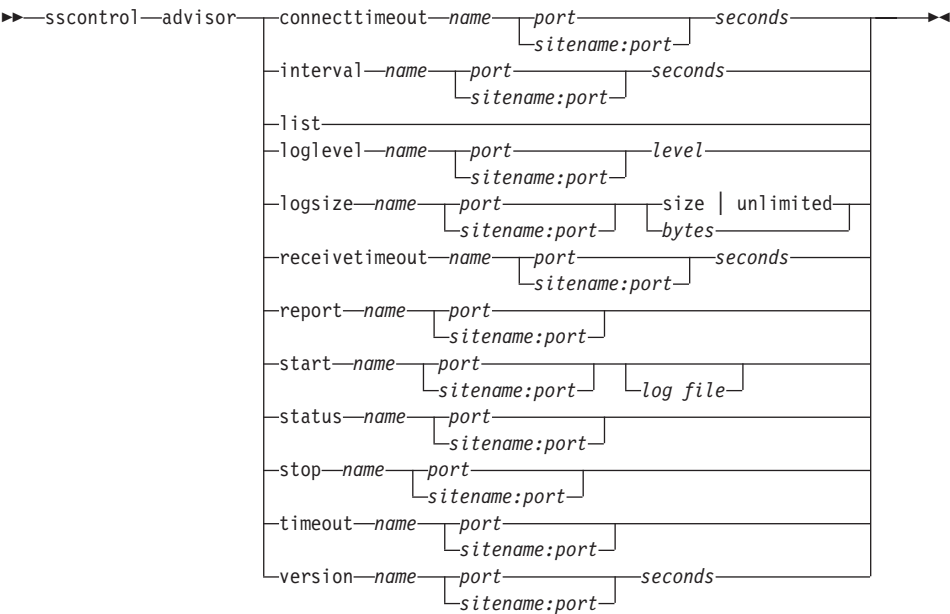 sscontrol advisor connecttimeout name port seconds
sitename:port
interval name port seconds
sitename:port
list
loglevel name port level
sitename:port
logsize name port size | unlimited
sitename:port bytes
receivetimeout name port seconds
sitename:port
report name port
sitename:port
start name port
sitename:port log file
status name port
sitename:port
stop name port
sitename:port
timeout name port
sitename:port
version name port seconds
sitename:port